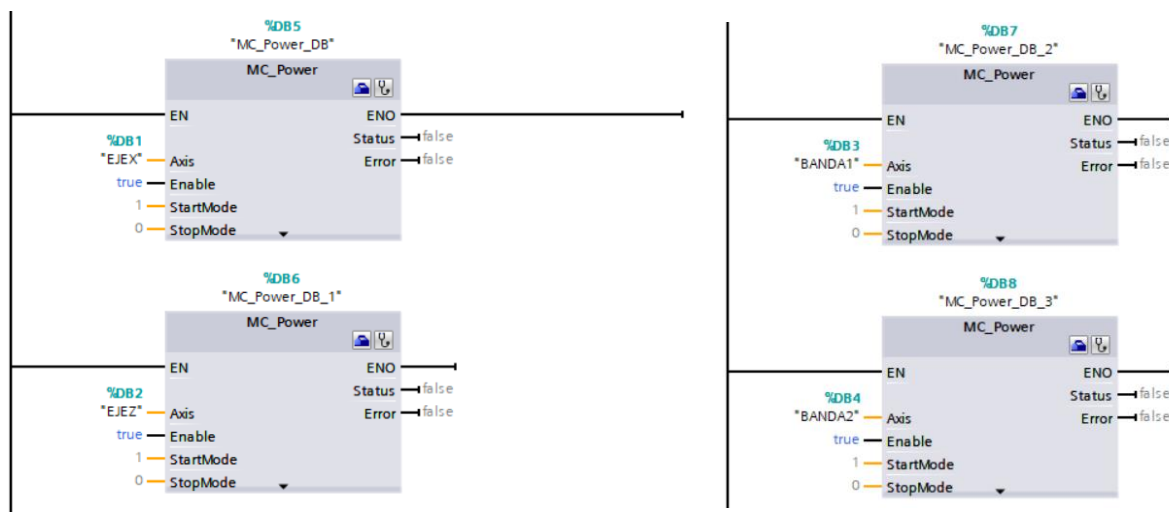 %DB5
"MC_Power_DB"
MC_Power
EN
ENO
Status
false
%DB1
"EJEX"
Axis
Error
false
true
Enable
1
StartMode
0
StopMode
%DB6
"MC_Power_DB_1"
MC_Power
EN
ENO
Status
false
%DB2
"EJEZ"
Axis
Error
false
true
Enable
1
StartMode
0
StopMode
%DB7
"MC_Power_DB_2"
MC_Power
EN
ENO
Status
false
%DB3
"BANDA1"
Axis
Error
false
true
Enable
1
StartMode
0
StopMode
%DB8
"MC_Power_DB_3"
MC_Power
EN
ENO
Status
false
%DB4
"BANDA2"
Axis
Error
false
true
Enable
1
StartMode
0
StopMode